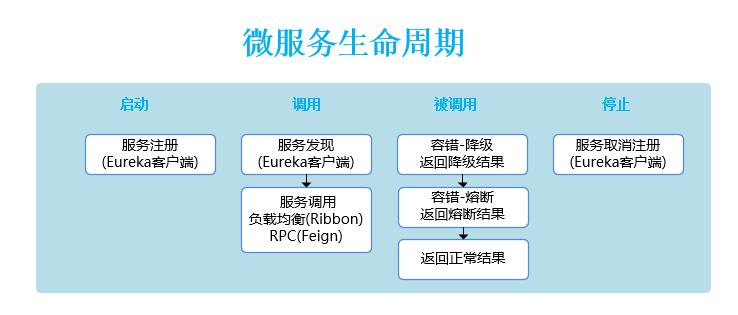 微服务生命周期
启动
调用
被调用
停止
服务注册
(Eureka客户端)
服务发现
(Eureka客户端)
服务调用
负载均衡(Ribbon)
RPC(Feign)
容错-降级
返回降级结果
容错-熔断
返回熔断结果
返回正常结果
服务取消注册
(Eureka客户端)